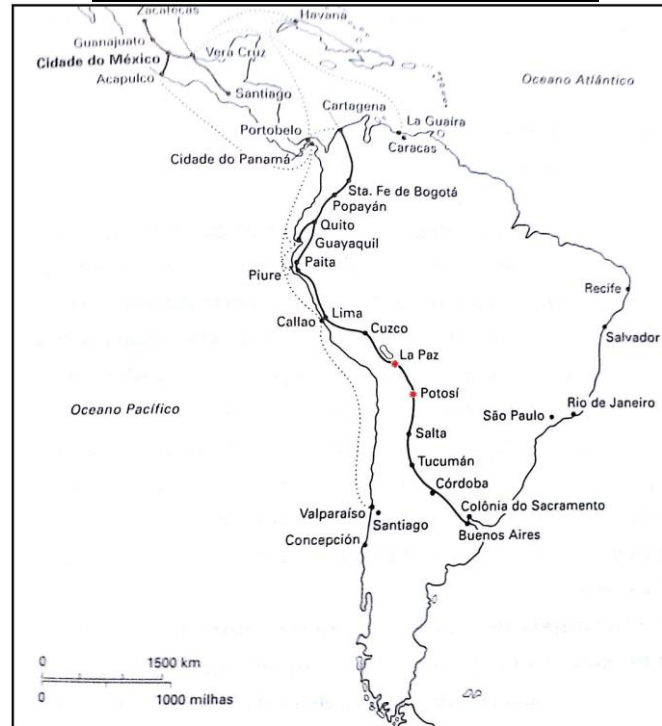 Zacatecas
Havana
Guanajuato
Vera Cruz
Cidade do México
Acapulco
Santiago
Oceano Atlântico
Cartagena
Portobelo
La Guaira
Caracas
Cidade do Panamá
Sta. Fe de Bogotá
Popayán
Quito
Guayaquil
Paita
Piure
Recife
Lima
Callao
Cuzco
Salvador
La Paz
Potosí
Oceano Pacífico
Rio de Janeiro
São Paulo
Salta
Tucumán
Córdoba
Colônia do Sacramento
Valparaíso
Santiago
Buenos Aires
Concepción
0 1500 km
0 1000 milhas